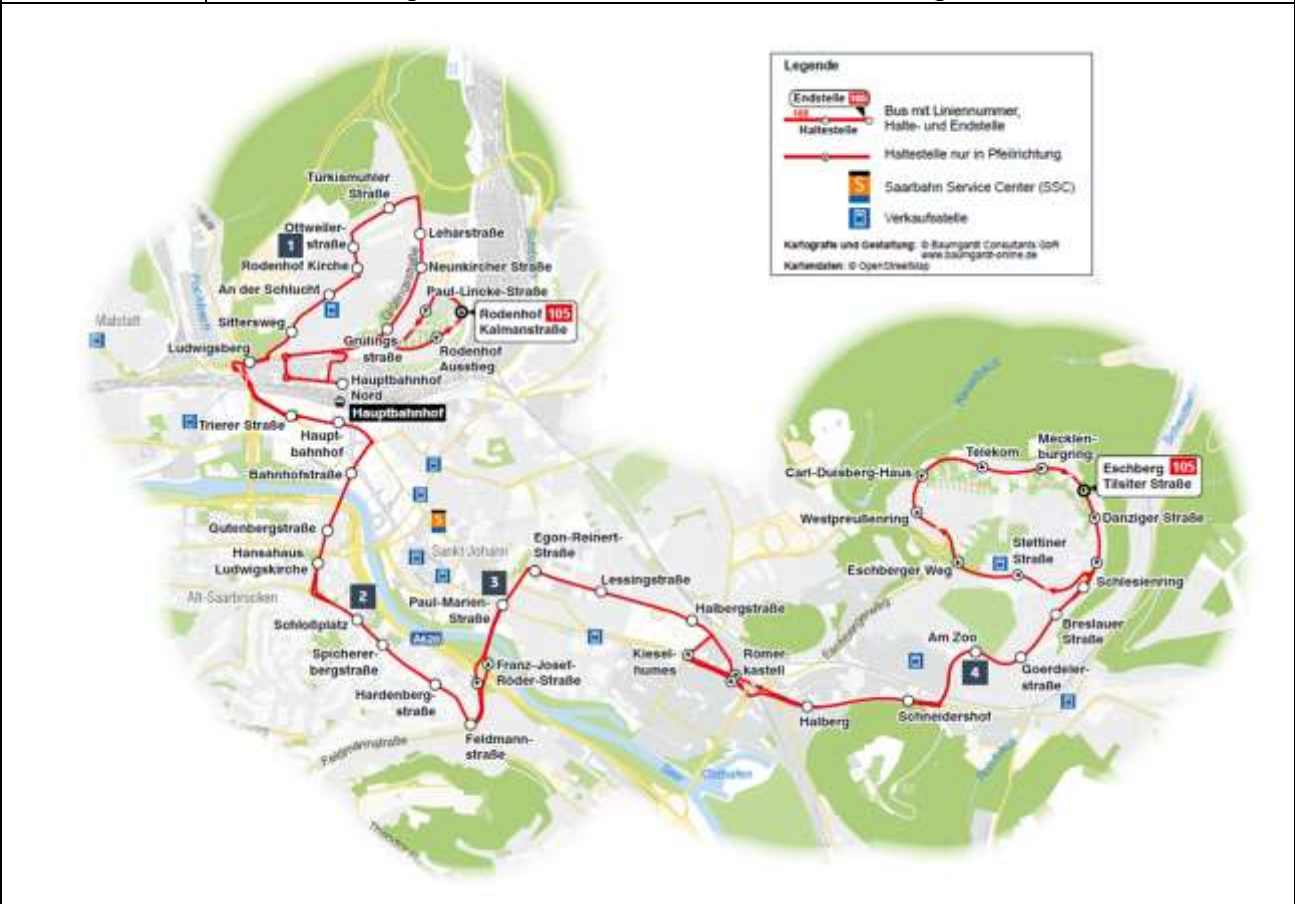 Legende
Endstelle 105
Haltestelle
Bus mit Liniennummer,
Halte- und Endstelle
Haltestelle nur in Pfeilrichtung
S
Saarbahn Service Center (SSC)
Verkaufsstelle
Kartografie und Gestaltung: © Baumgardt Consultants GbR
www.baumgardt-online.de
Kartendaten: © OpenStreetMap
Türkismühler
Straße
Ottweiler-
straße
1
Rodenhof Kirche
An der Schlucht
Sittersweg
Ludwigsberg
Malstatt
Leharstraße
Neunkircher Straße
Paul-Lincke-Straße
Rodenhof 105
Kalmanstraße
Grülings
straße
Rodenhof
Ausstieg
Hauptbahnhof
Nord
Hauptbahnhof
Trierer Straße
Haupt-
bahnhof
Bahnhofstraße
Gutenbergstraße
Hansahaus
Ludwigskirche
Alt-Saarbrücken
2
Schloßplatz
Spicherer-
bergstraße
Hardenberg-
straße
Feldmannstraße
Feldmann-
straße
S
Sankt Johann
3
A620
Paul-Marien-
Straße
Franz-Josef-
Röder-Straße
Egon-Reinert-
Straße
Lessingstraße
Halbergstraße
Kiesel-
humes
Römer-
kastell
Osthafen
Halberg
Schneidershof
Am Zoo
4
Goerdeler-
straße
Breslauer
Straße
Schlesienring
Stettiner
Straße
Eschberger Weg
Westpreußenring
Carl-Duisberg-Haus
Telekom
Mecklen-
burgring
Eschberg 105
Tilsiter Straße
Danziger Straße